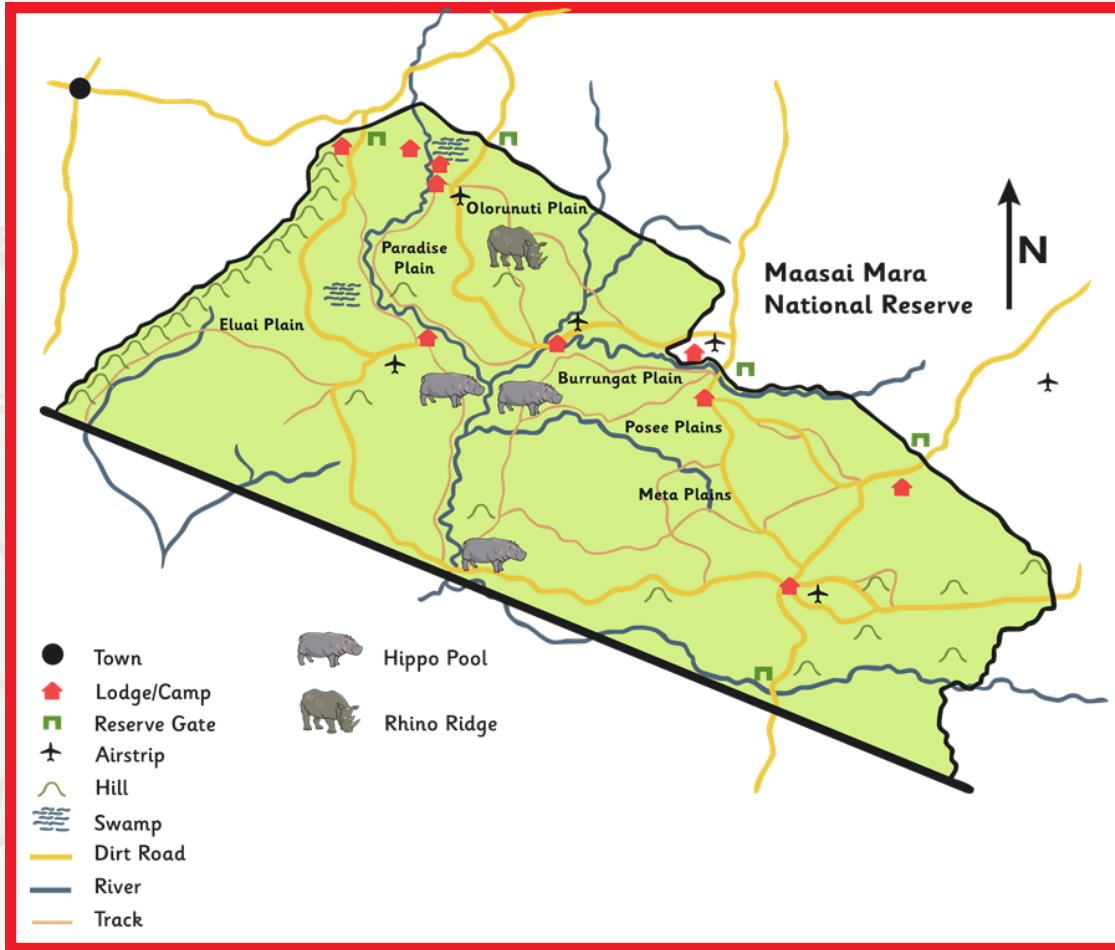 Olorunuti Plain
Paradise
Plain
N
Maasai Mara
National Reserve
Eluai Plain
Burrungat Plain
Posee Plains
Meta Plains
Town
Lodge/Camp
Reserve Gate
Airstrip
Hill
Swamp
Dirt Road
River
Track
Hippo Pool
Rhino Ridge